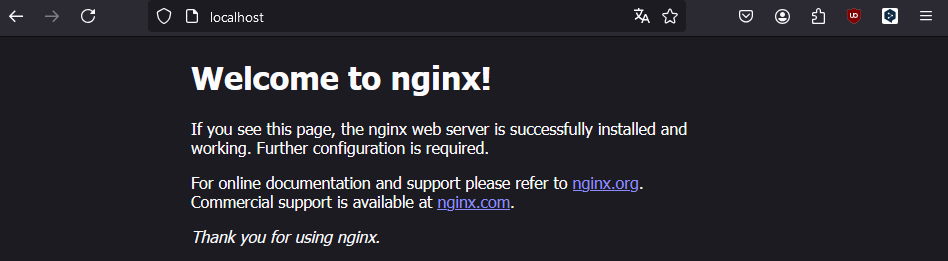 localhost
Welcome to nginx!
If you see this page, the nginx web server is successfully installed and
working. Further configuration is required.
For online documentation and support please refer to nginx.org.
Commercial support is available at nginx.com.
Thank you for using nginx.